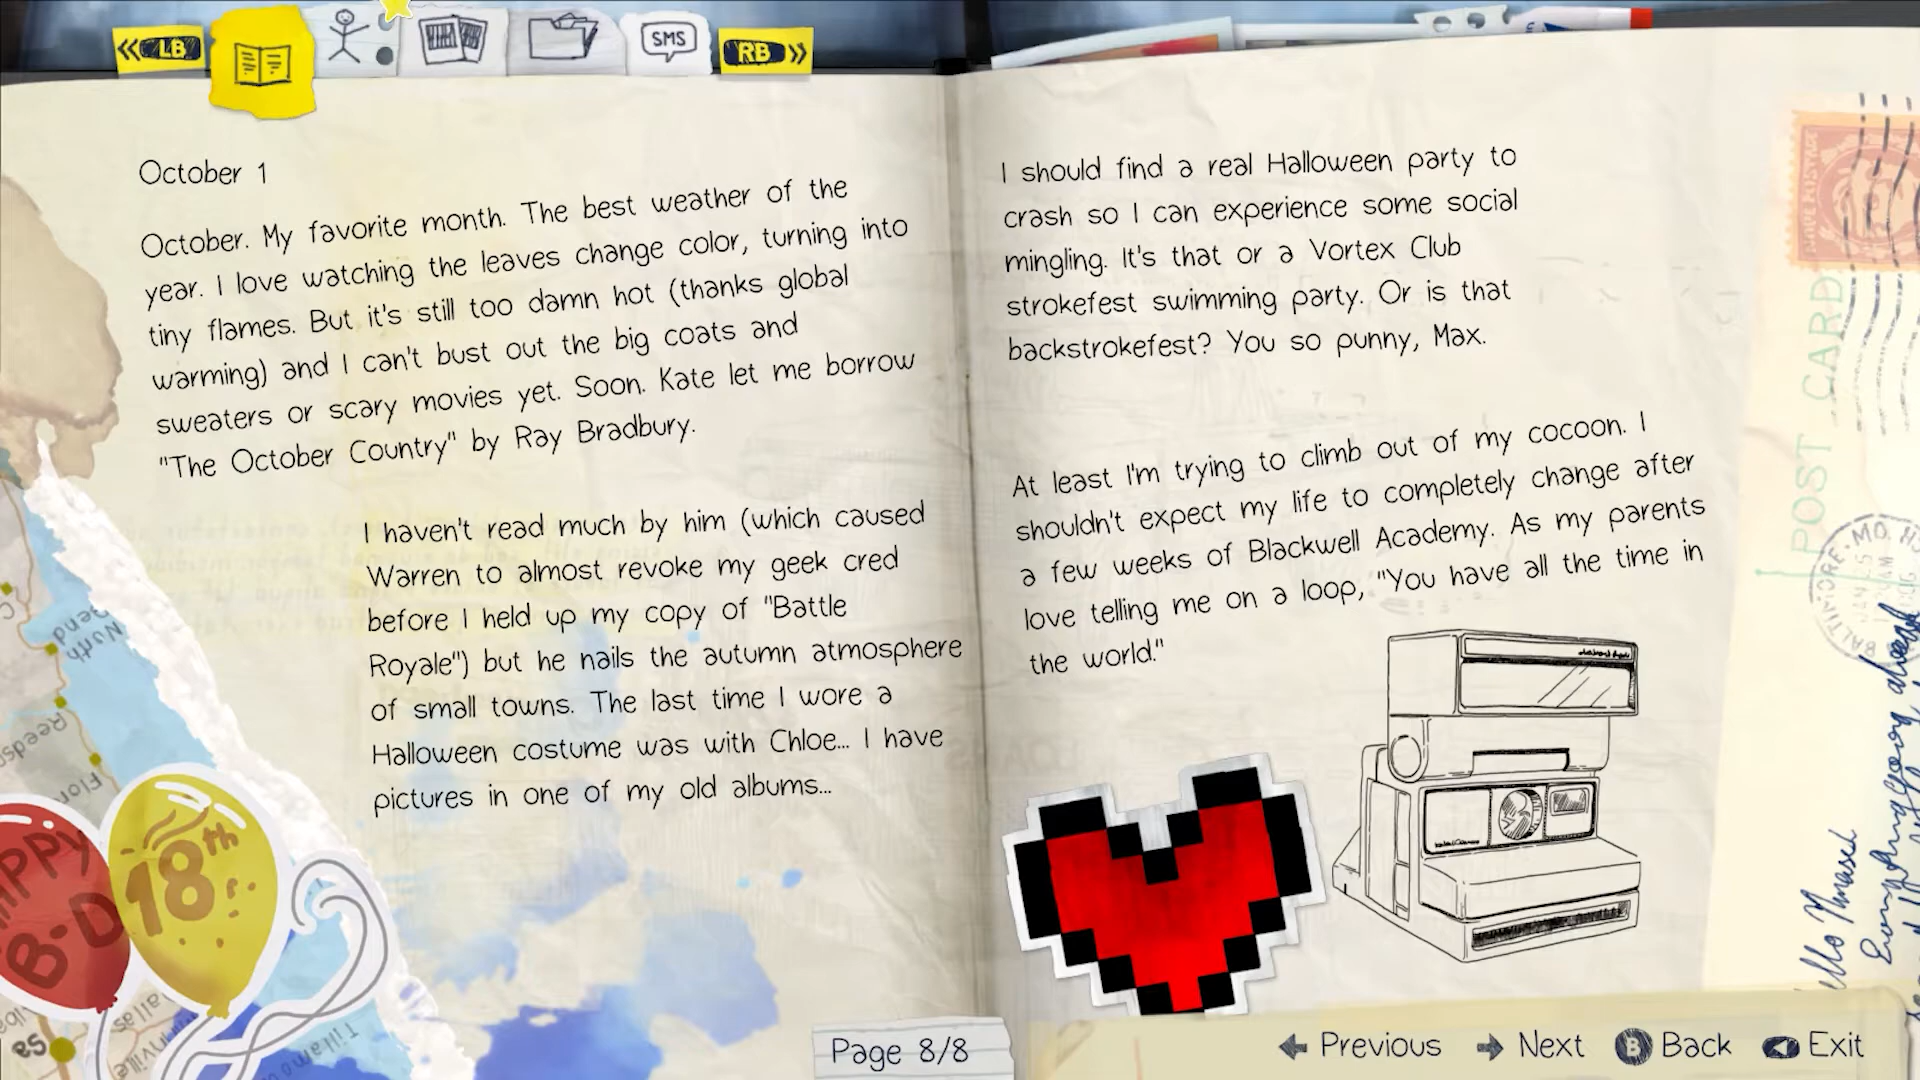 LB
SMS
RB
October 1
October. My favorite month. The best weather of the
year. I love watching the leaves change color, turning into
tiny flames. But it's still too damn hot (thanks global
warming) and I can't bust out the big coats and
sweaters or scary movies yet. Soon. Kate let me borrow
"The October Country" by Ray Bradbury.
I haven't read much by him (which caused
Warren to almost revoke my geek cred
before I held up my copy of "Battle
Royale") but he nails the autumn atmosphere
of small towns. The last time I wore a
Halloween costume was with Chloe... I have
pictures in one of my old albums...
I should find a real Halloween party to
crash so I can experience some social
mingling. It's that or a Vortex Club
strokefest swimming party. Or is that
backstrokefest? You so punny, Max.
At least I'm trying to climb out of my cocoon. I
shouldn't expect my life to completely change after
a few weeks of Blackwell Academy. As my parents
love telling me on a loop, "You have all the time in
the world."
POST CARD
BALTIMORE, MD.
North
Bend
18th
B-D
Page 8/8
Previous
Next
B Back
Exit